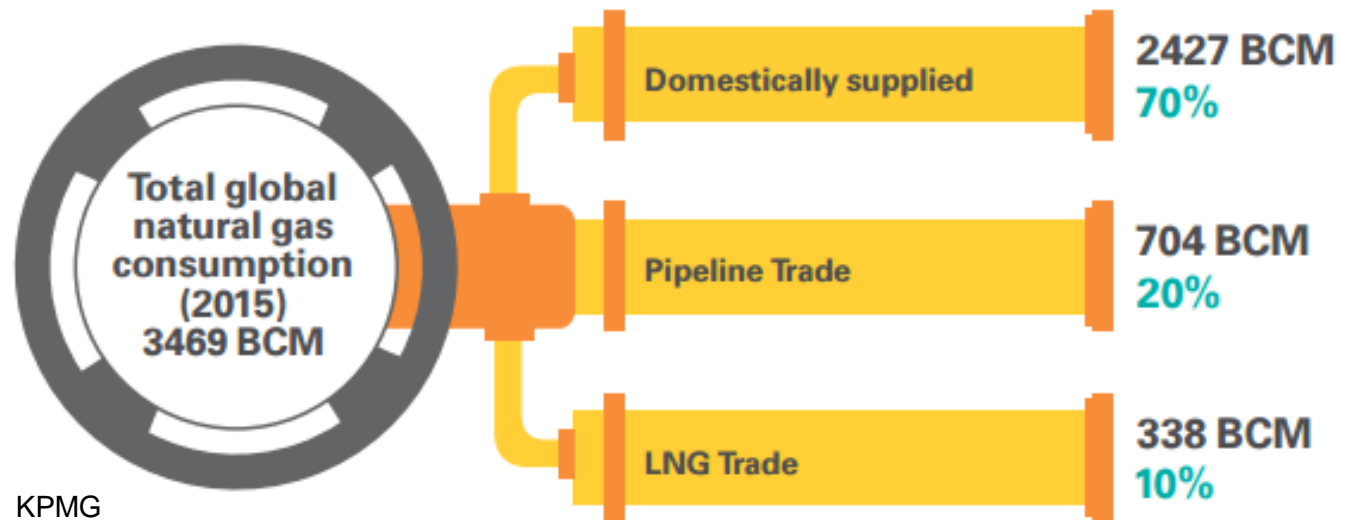 Total global
natural gas
consumption
(2015)
3469 BCM
Domestically supplied
2427 BCM
70%
Pipeline Trade
704 BCM
20%
LNG Trade
338 BCM
10%
KPMG